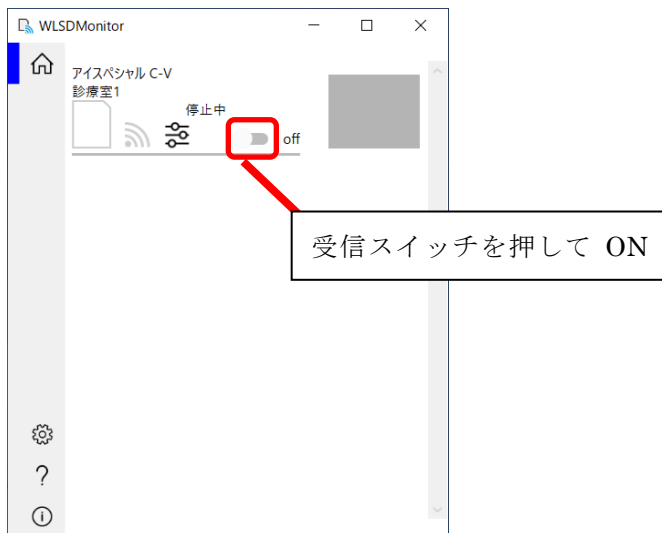 WLSDMonitor
アイスペシャル C-V
診療室1
停止中
off
受信スイッチを押して ON
?